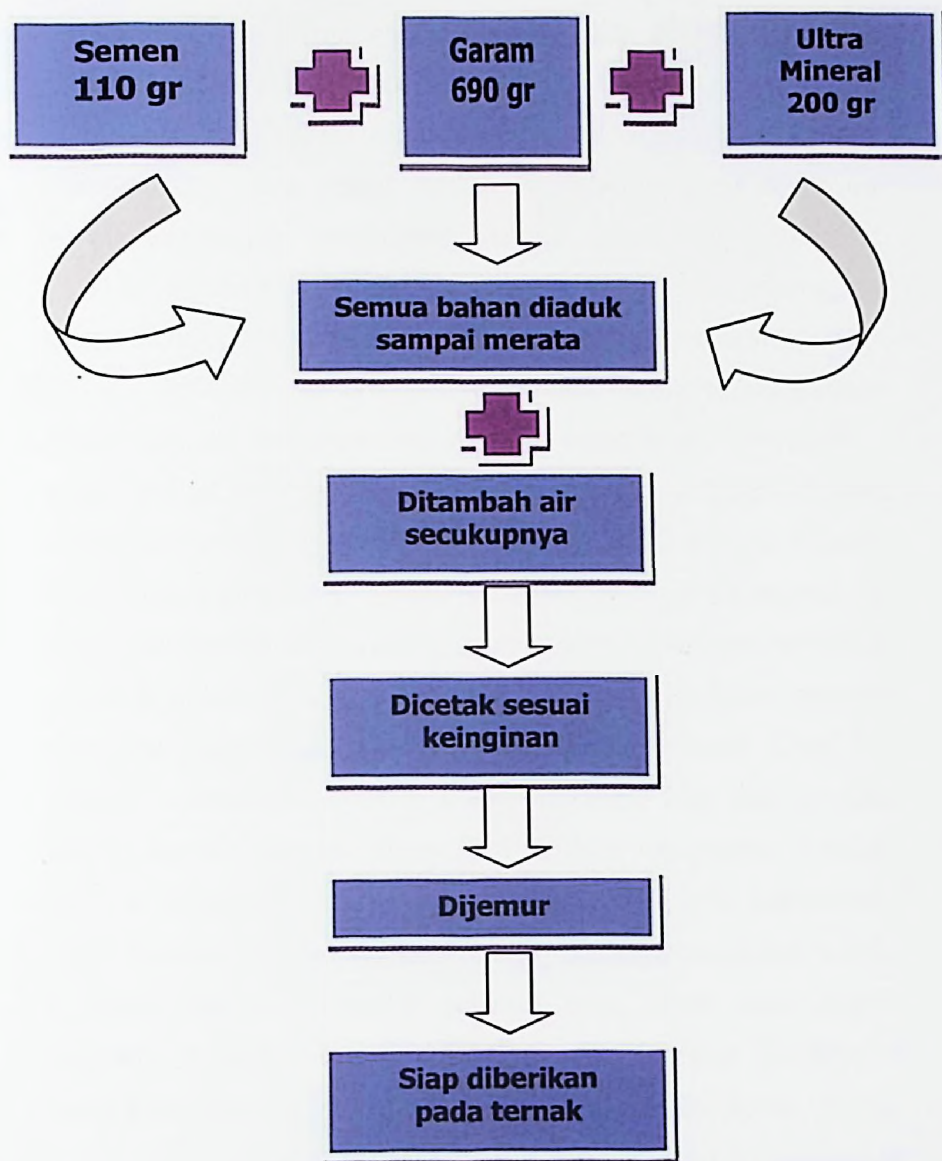 Semen
110 gr
Garam
690 gr
Ultra
Mineral
200 gr
Semua bahan diaduk
sampai merata
Ditambah air
secukupnya
Dicetak sesuai
keinginan
Dijemur
Siap diberikan
pada ternak